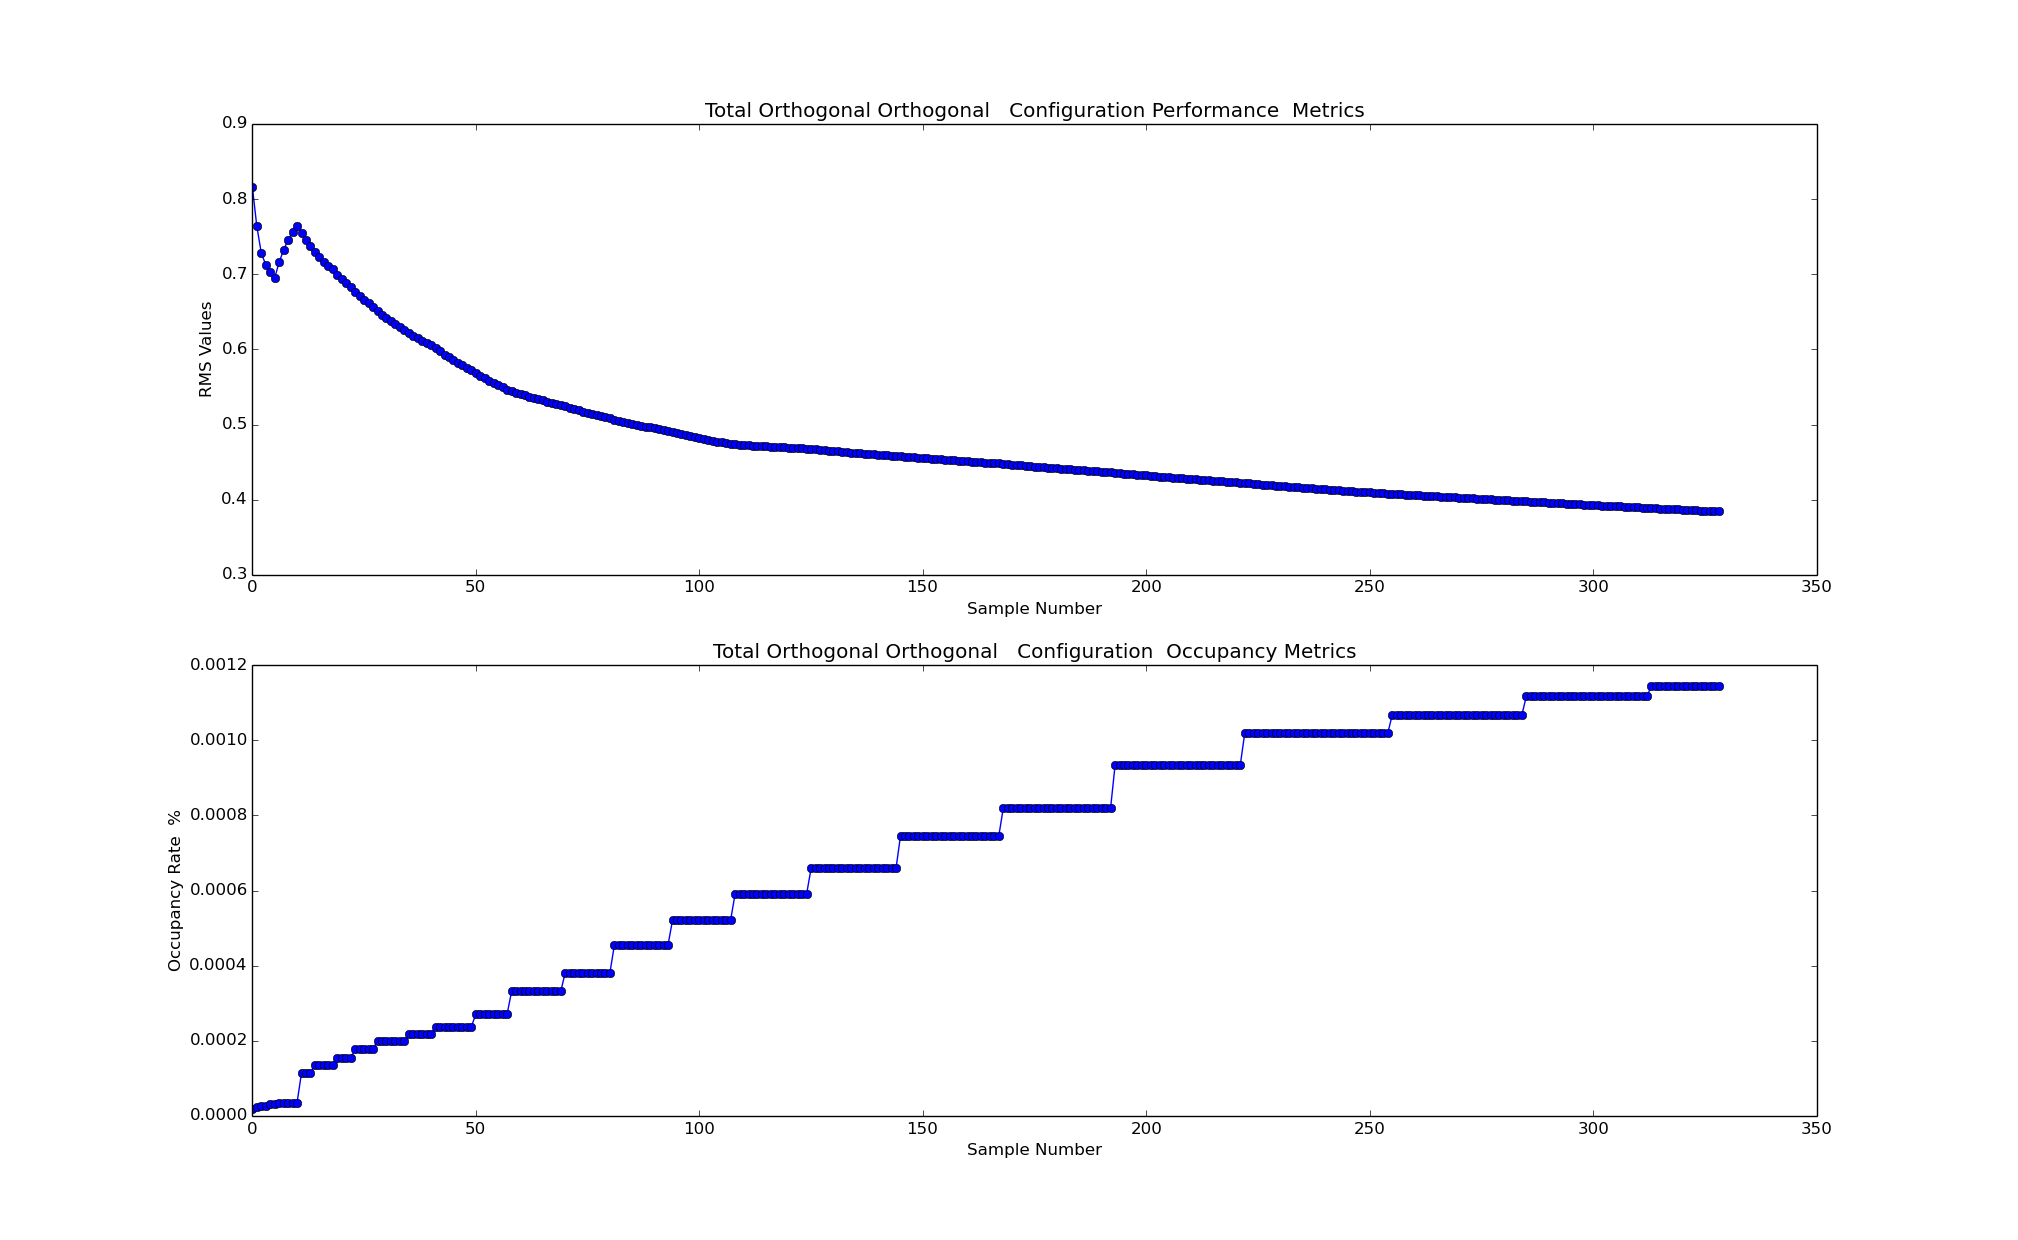 Total Orthogonal Orthogonal   Configuration Performance  Metrics
0.9
0.8
0.7
0.6
0.5
0.4
0.3
RMS Values
0 50 100 150 200 250 300 350
Sample Number
Total Orthogonal Orthogonal   Configuration  Occupancy Metrics
0.0012
0.0010
0.0008
0.0006
0.0004
0.0002
0.0000
Occupancy Rate  %
0 50 100 150 200 250 300 350
Sample Number